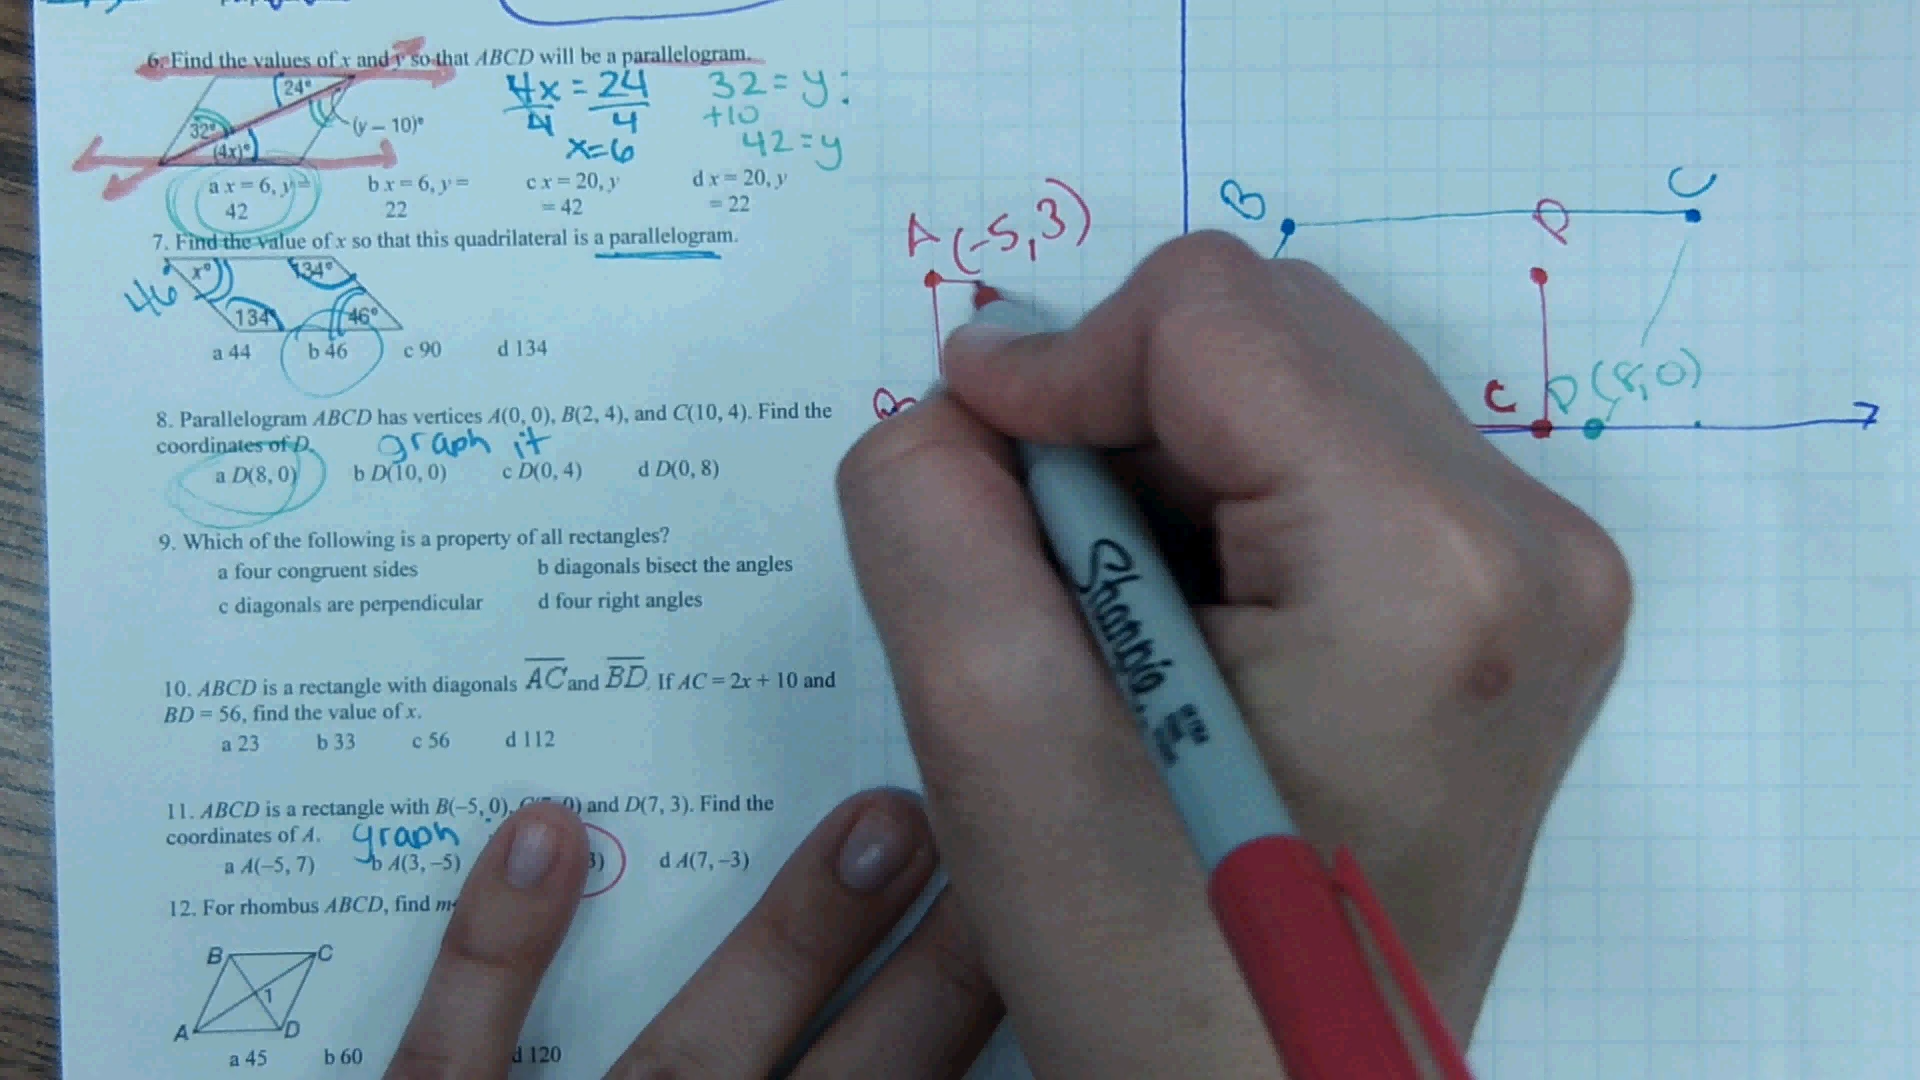 6. Find the values of x and y so that ABCD will be a parallelogram.
24°
32°
(4x)°
(y – 10)°
4x = 24
4 4
x=6
32 = y
+10
42 = y
a x = 6, y =
42
b x = 6, y =
22
c x = 20, y
= 42
d x = 20, y
= 22
7. Find the value of x so that this quadrilateral is a parallelogram.
46
x°
134°
134
46°
a 44 b 46 c 90 d 134
8. Parallelogram ABCD has vertices A(0, 0), B(2, 4), and C(10, 4). Find the
coordinates of D.
graph it
a D(8, 0) b D(10, 0) c D(0, 4) d D(0, 8)
9. Which of the following is a property of all rectangles?
a four congruent sides b diagonals bisect the angles
c diagonals are perpendicular d four right angles
10. ABCD is a rectangle with diagonals AC and BD. If AC = 2x + 10 and
BD = 56, find the value of x.
a 23 b 33 c 56 d 112
11. ABCD is a rectangle with B(–5, 0), 0) and D(7, 3). Find the
coordinates of A. graph
a A(–5, 7) b A(3, –5) 3) d A(7, –3)
12. For rhombus ABCD, find
B C
1
A D
a 45 b 60 d 120
A (-5,3)
B
C
D
B
C
D (8,0)
Sharpie